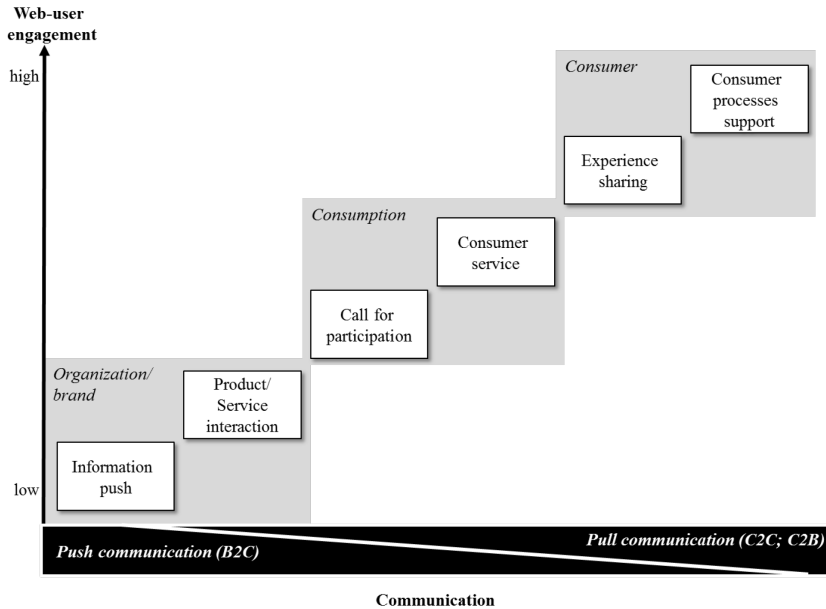 Web-user
engagement
high
Consumer
Consumer
processes
support
Experience
sharing
Consumption
Consumer
service
Call for
participation
Organization/
brand
Product/
Service
interaction
Information
push
low
Push communication (B2C)
Pull communication (C2C; C2B)
Communication